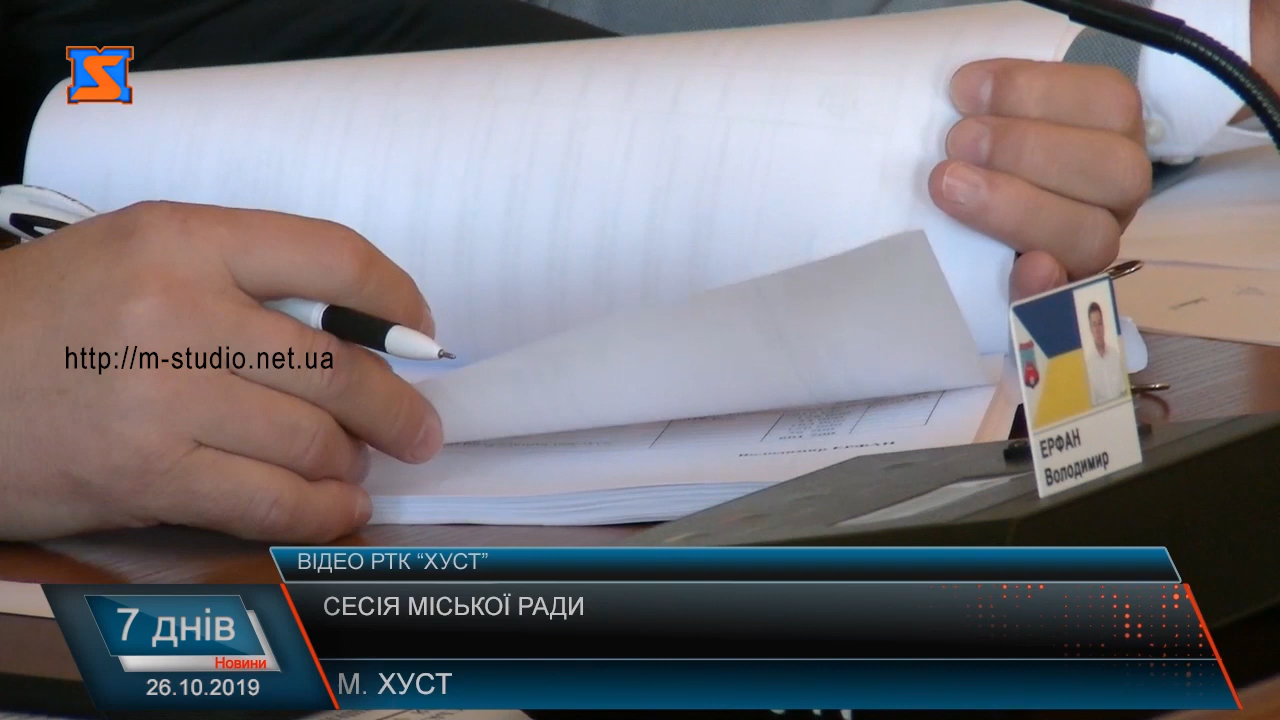 http://m-studio.net.ua
ЕРФАН
Володимир
ЕРФАН
ВІДЕО РТК “ХУСТ”
СЕСІЯ МІСЬКОЇ РАДИ
7 днів
Новини
26.10.2019
М. ХУСТ